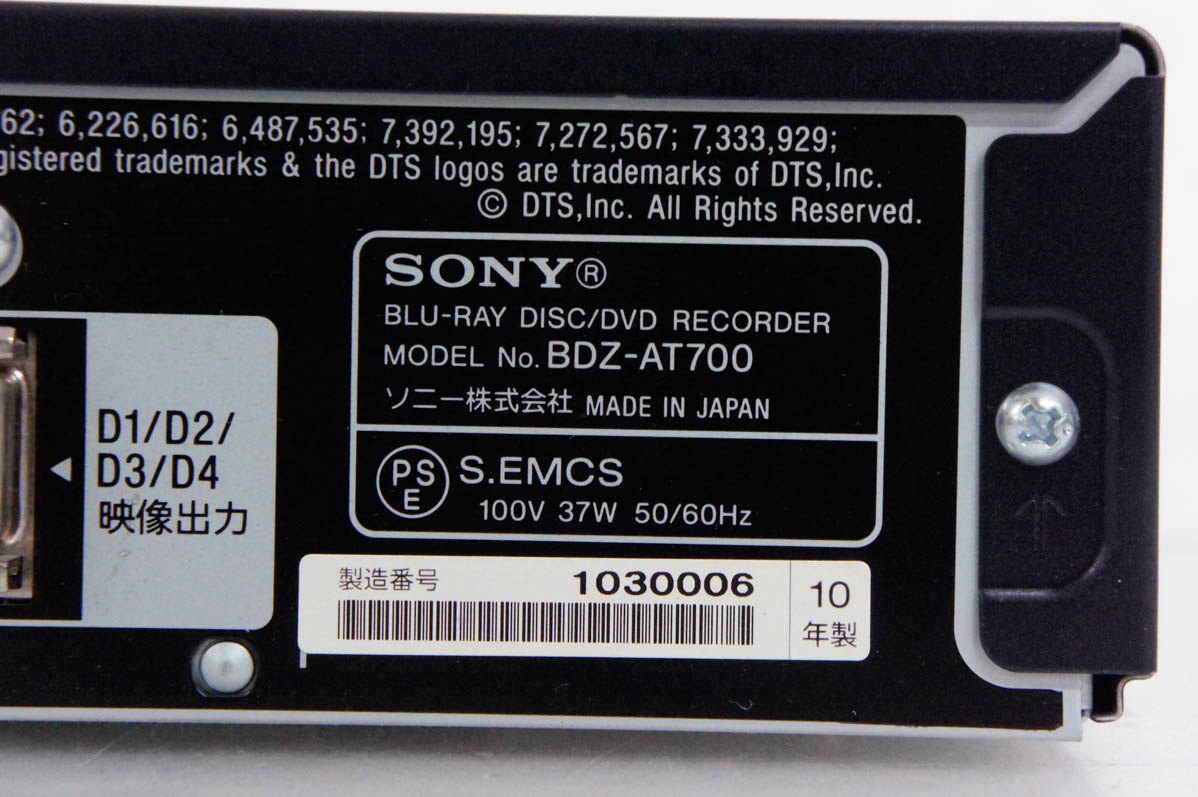 62; 6,226,616; 6,487,535; 7,392,195; 7,272,567; 7,333,929;
gistered trademarks & the DTS logos are trademarks of DTS,Inc.
© DTS,Inc. All Rights Reserved.
SONY®
BLU-RAY DISC/DVD RECORDER
MODEL No. BDZ-AT700
ソニー株式会社 MADE IN JAPAN
PS
E
S.EMCS
100V 37W 50/60Hz
D1/D2/
D3/D4
映像出力
製造番号 1030006
10
年製